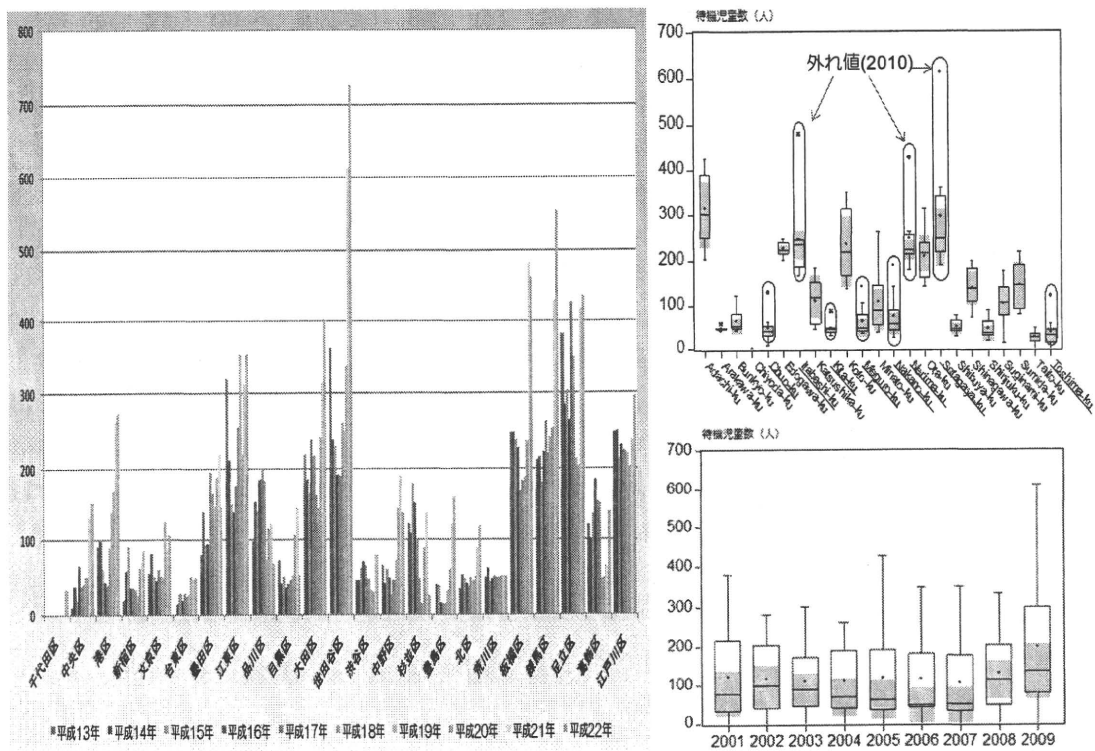 800
700
600
500
400
300
200
100
0
千代田区
中央区
港区
新宿区
文京区
台東区
墨田区
江東区
品川区
目黒区
大田区
世田谷区
渋谷区
中野区
杉並区
豊島区
北区
荒川区
板橋区
練馬区
足立区
葛飾区
江戸川区
平成13年 平成14年 平成15年 平成16年 平成17年 平成18年 平成19年 平成20年 平成21年 平成22年
待機児童数(人)
700
600
500
400
300
200
100
0
外れ値(2010)
Adachi-ku
Arakawa-ku
Bunkyo-ku
Chiyoda-ku
Chuo-ku
Edogawa-ku
Itabashi-ku
Katsushika-ku
Kita-ku
Koto-ku
Meguro-ku
Minato-ku
Nakano-ku
Nerima-ku
Ota-ku
Setagaya-ku
Shibuya-ku
Shinagawa-ku
Shinjuku-ku
Suginami-ku
Sumida-ku
Taito-ku
Toshima-ku
待機児童数(人)
700
600
500
400
300
200
100
0
2001 2002 2003 2004 2005 2006 2007 2008 2009